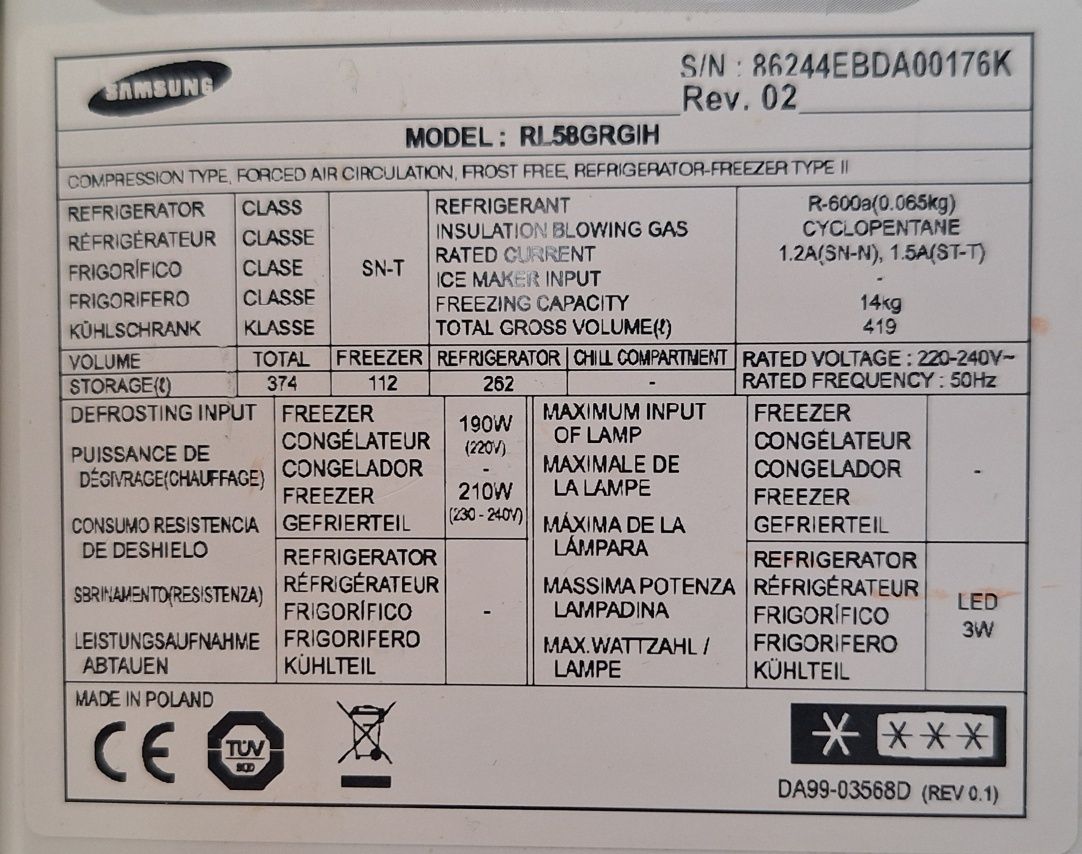 SAMSUNG
S/N : 86244EBDA00176K
Rev. 02
MODEL : RL58GRGIH
COMPRESSION TYPE, FORCED AIR CIRCULATION, FROST FREE, REFRIGERATOR-FREEZER TYPE II
REFRIGERATOR CLASS
RÉFRIGÉRATEUR CLASSE
FRIGORÍFICO CLASE
FRIGORIFERO CLASSE
KÜHLSCHRANK KLASSE
SN-T
REFRIGERANT R-600a(0.065kg)
INSULATION BLOWING GAS CYCLOPENTANE
RATED CURRENT 1.2A(SN-N), 1.5A(ST-T)
ICE MAKER INPUT -
FREEZING CAPACITY 14kg
TOTAL GROSS VOLUME(ℓ) 419
VOLUME TOTAL FREEZER REFRIGERATOR CHILL COMPARTMENT
STORAGE(ℓ) 374 112 262 -
RATED VOLTAGE : 220-240V~
RATED FREQUENCY : 50Hz
DEFROSTING INPUT
PUISSANCE DE
DÉGIVRAGE(CHAUFFAGE)
CONSUMO RESISTENCIA
DE DESHIELO
SBRINAMENTO(RESISTENZA)
LEISTUNGSAUFNAHME
ABTAUEN
FREEZER
CONGÉLATEUR
CONGELADOR
FREEZER
GEFRIERTEIL
190W
(220V)
-
210W
(230 - 240V)
REFRIGERATOR
RÉFRIGÉRATEUR
FRIGORÍFICO
FRIGORIFERO
KÜHLTEIL
-
MAXIMUM INPUT
OF LAMP
MAXIMALE DE
LA LAMPE
MÁXIMA DE LA
LÁMPARA
MASSIMA POTENZA
LAMPADINA
MAX.WATTZAHL /
LAMPE
FREEZER
CONGÉLATEUR
CONGELADOR
FREEZER
GEFRIERTEIL
-
REFRIGERATOR
RÉFRIGÉRATEUR
FRIGORÍFICO
FRIGORIFERO
KÜHLTEIL
LED
3W
MADE IN POLAND
CE
TÜV
DA99-03568D (REV 0.1)